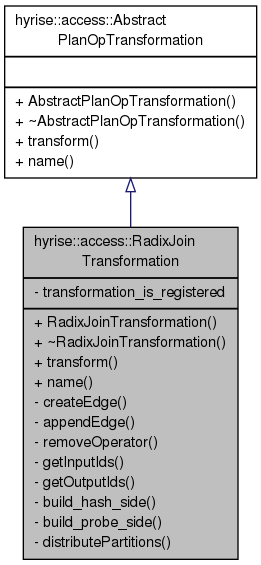 hyrise::access::Abstract
PlanOpTransformation
+ AbstractPlanOpTransformation()
+ ~AbstractPlanOpTransformation()
+ transform()
+ name()
hyrise::access::RadixJoin
Transformation
- transformation_is_registered
+ RadixJoinTransformation()
+ ~RadixJoinTransformation()
+ transform()
+ name()
- createEdge()
- appendEdge()
- removeOperator()
- getInputIds()
- getOutputIds()
- build_hash_side()
- build_probe_side()
- distributePartitions()